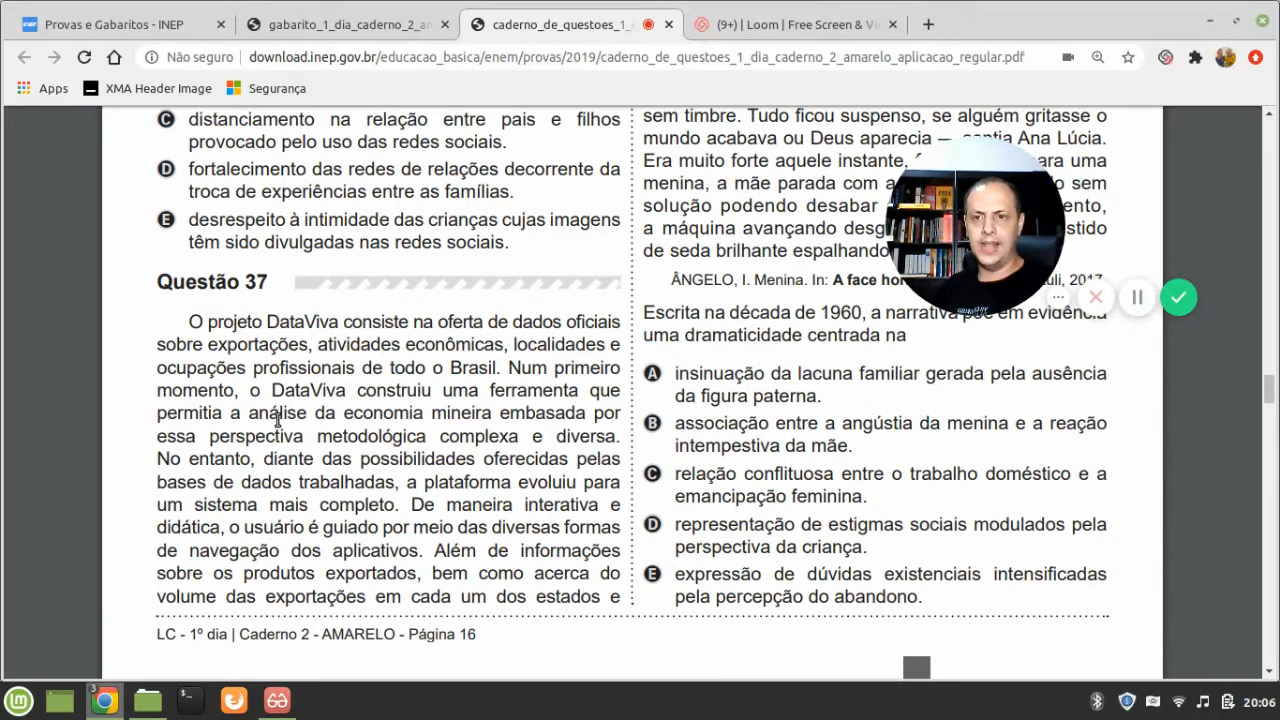 Provas e Gabaritos - INEP
gabarito_1_dia_caderno_2_am
caderno_de_questoes_1_
(9+) | Loom | Free Screen & Vi
Não seguro
download.inep.gov.br/educacao_basica/enem/provas/2019/caderno_de_questoes_1_dia_caderno_2_amarelo_aplicacao_regular.pdf
Apps
XMA Header Image
Segurança
C distanciamento na relação entre pais e filhos
provocado pelo uso das redes sociais.
D fortalecimento das redes de relações decorrente da
troca de experiências entre as famílias.
E desrespeito à intimidade das crianças cujas imagens
têm sido divulgadas nas redes sociais.
Questão 37
O projeto DataViva consiste na oferta de dados oficiais
sobre exportações, atividades econômicas, localidades e
ocupações profissionais de todo o Brasil. Num primeiro
momento, o DataViva construiu uma ferramenta que
permitia a análise da economia mineira embasada por
essa perspectiva metodológica complexa e diversa.
No entanto, diante das possibilidades oferecidas pelas
bases de dados trabalhadas, a plataforma evoluiu para
um sistema mais completo. De maneira interativa e
didática, o usuário é guiado por meio das diversas formas
de navegação dos aplicativos. Além de informações
sobre os produtos exportados, bem como acerca do
volume das exportações em cada um dos estados e
LC - 1º dia | Caderno 2 - AMARELO - Página 16
sem timbre. Tudo ficou suspenso, se alguém gritasse o
mundo acabava ou Deus aparecia — sentia Ana Lúcia.
Era muito forte aquele instante, para uma
menina, a mãe parada com a sem
solução podendo desabar
a máquina avançando
de seda brilhante espalhando
ÂNGELO, I. Menina. In: A face 2017.
Escrita na década de 1960, a narrativa põe em evidência
uma dramaticidade centrada na
A insinuação da lacuna familiar gerada pela ausência
da figura paterna.
B associação entre a angústia da menina e a reação
intempestiva da mãe.
C relação conflituosa entre o trabalho doméstico e a
emancipação feminina.
D representação de estigmas sociais modulados pela
perspectiva da criança.
E expressão de dúvidas existenciais intensificadas
pela percepção do abandono.
3
20:06